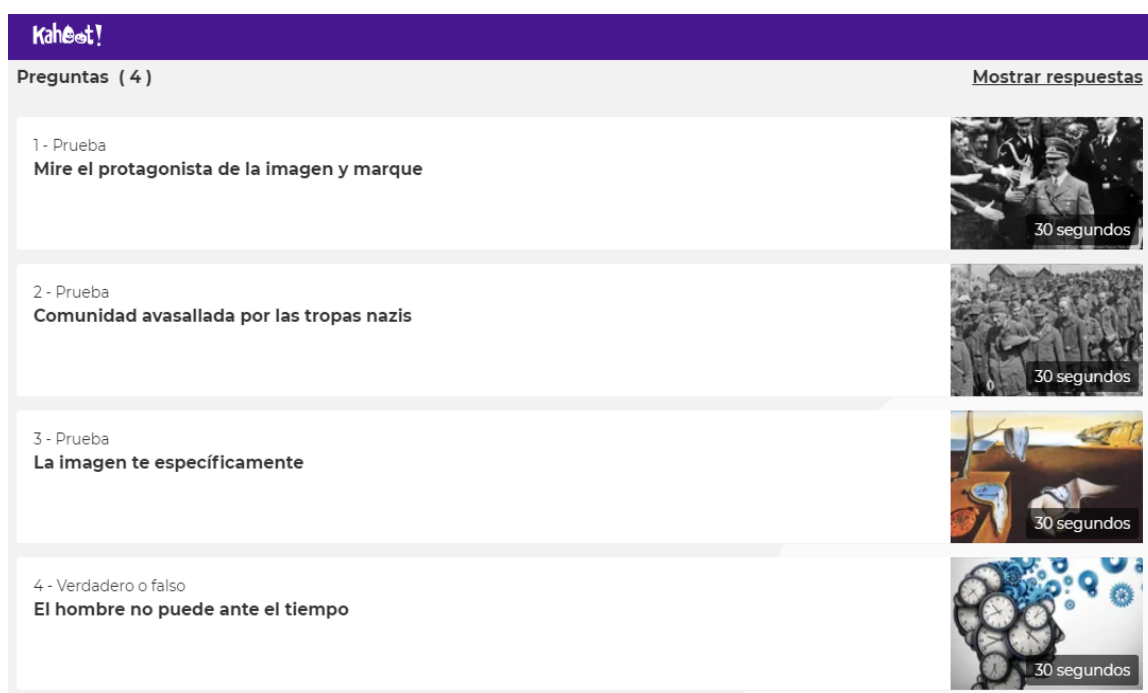 Kahoot!
Preguntas (4)
Mostrar respuestas
1 - Prueba
Mire el protagonista de la imagen y marque
30 segundos
2 - Prueba
Comunidad avasallada por las tropas nazis
30 segundos
3 - Prueba
La imagen te específicamente
30 segundos
4 - Verdadero o falso
El hombre no puede ante el tiempo
30 segundos